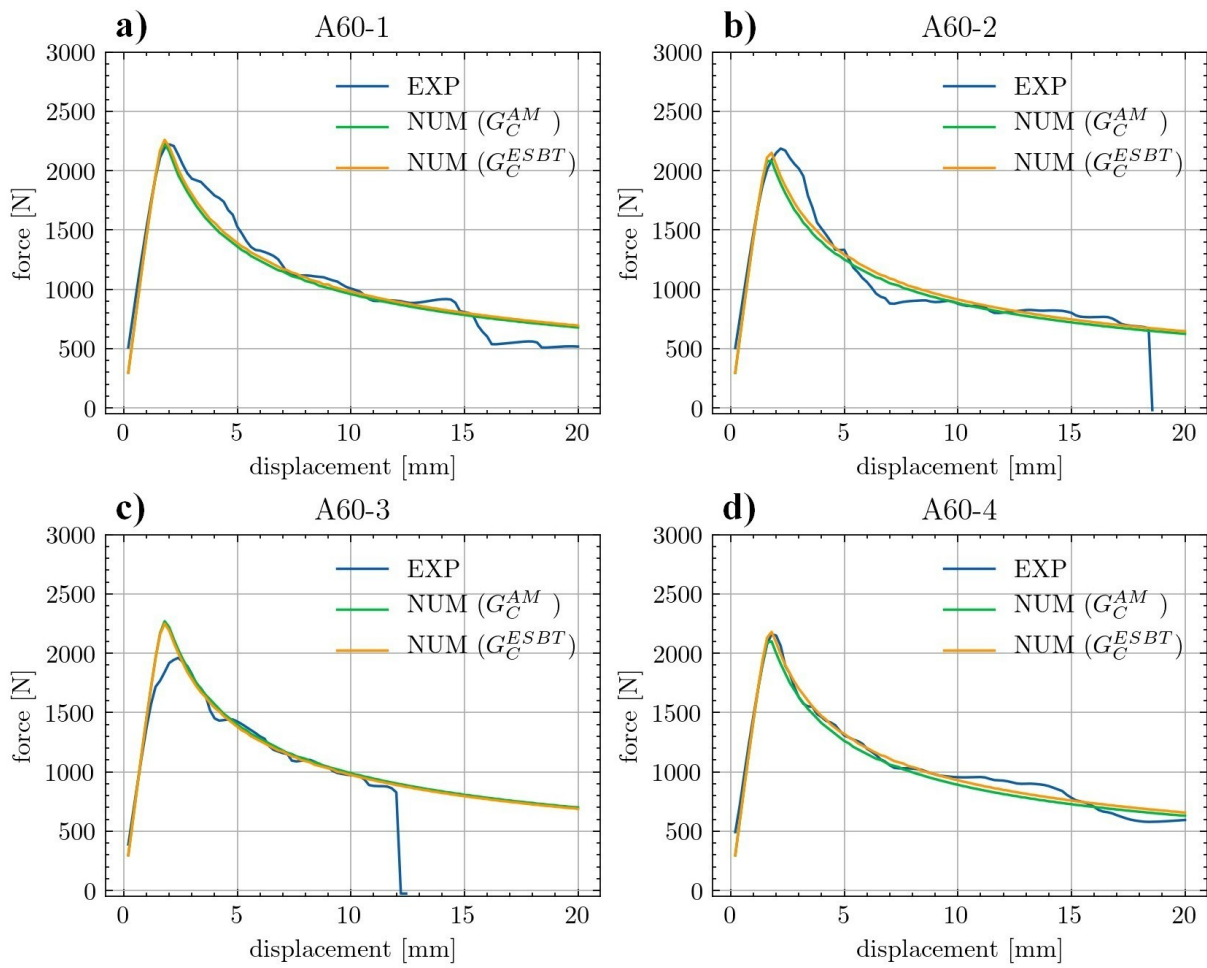 a) A60-1
3000
2500
2000
1500
1000
500
0
force [N]
EXP
NUM (G_C^{AM})
NUM (G_C^{ESBT})
0 5 10 15 20
displacement [mm]
b) A60-2
3000
2500
2000
1500
1000
500
0
force [N]
EXP
NUM (G_C^{AM})
NUM (G_C^{ESBT})
0 5 10 15 20
displacement [mm]
c) A60-3
3000
2500
2000
1500
1000
500
0
force [N]
EXP
NUM (G_C^{AM})
NUM (G_C^{ESBT})
0 5 10 15 20
displacement [mm]
d) A60-4
3000
2500
2000
1500
1000
500
0
force [N]
EXP
NUM (G_C^{AM})
NUM (G_C^{ESBT})
0 5 10 15 20
displacement [mm]